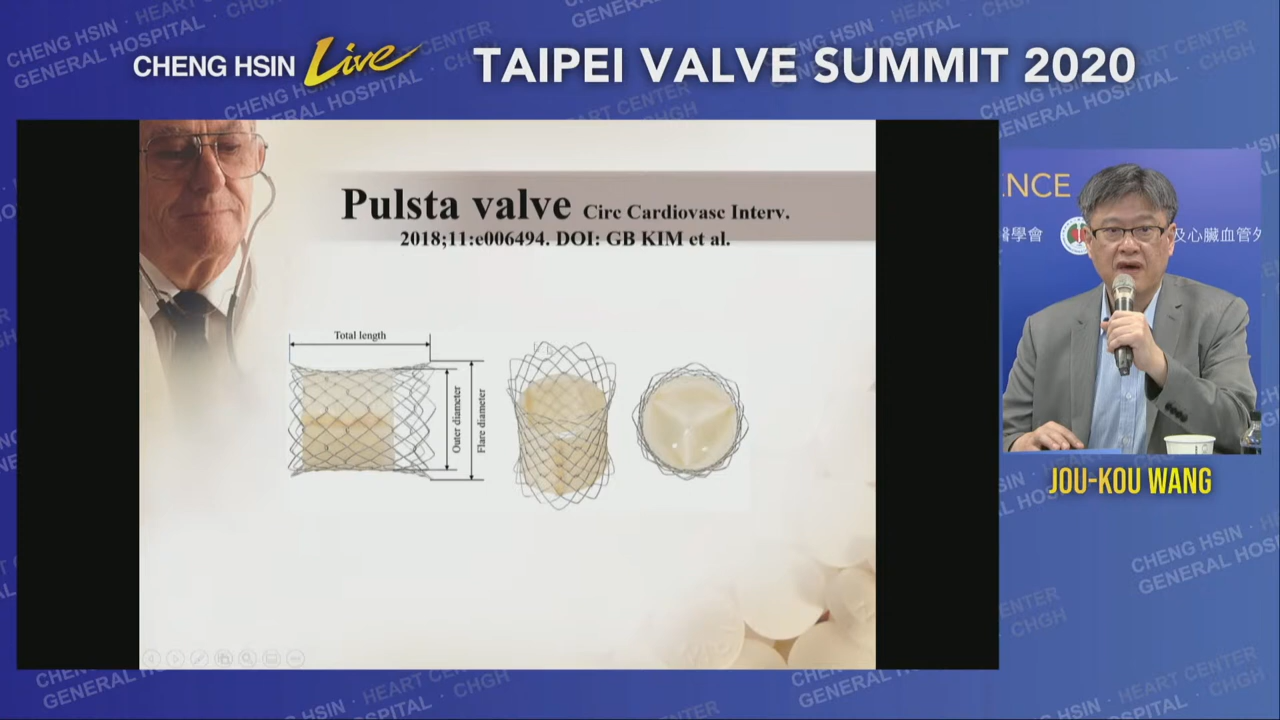 CHENG HSIN Live TAIPEI VALVE SUMMIT 2020
Pulsta valve Circ Cardiovasc Interv.
2018;11:e006494. DOI: GB KIM et al.
Total length
Outer diameter
Flare diameter
ENCE
醫學會
及心臟血管外
JOU-KOU WANG
CHENG HSIN · HEART CENTER
GENERAL HOSPITAL · CHGH